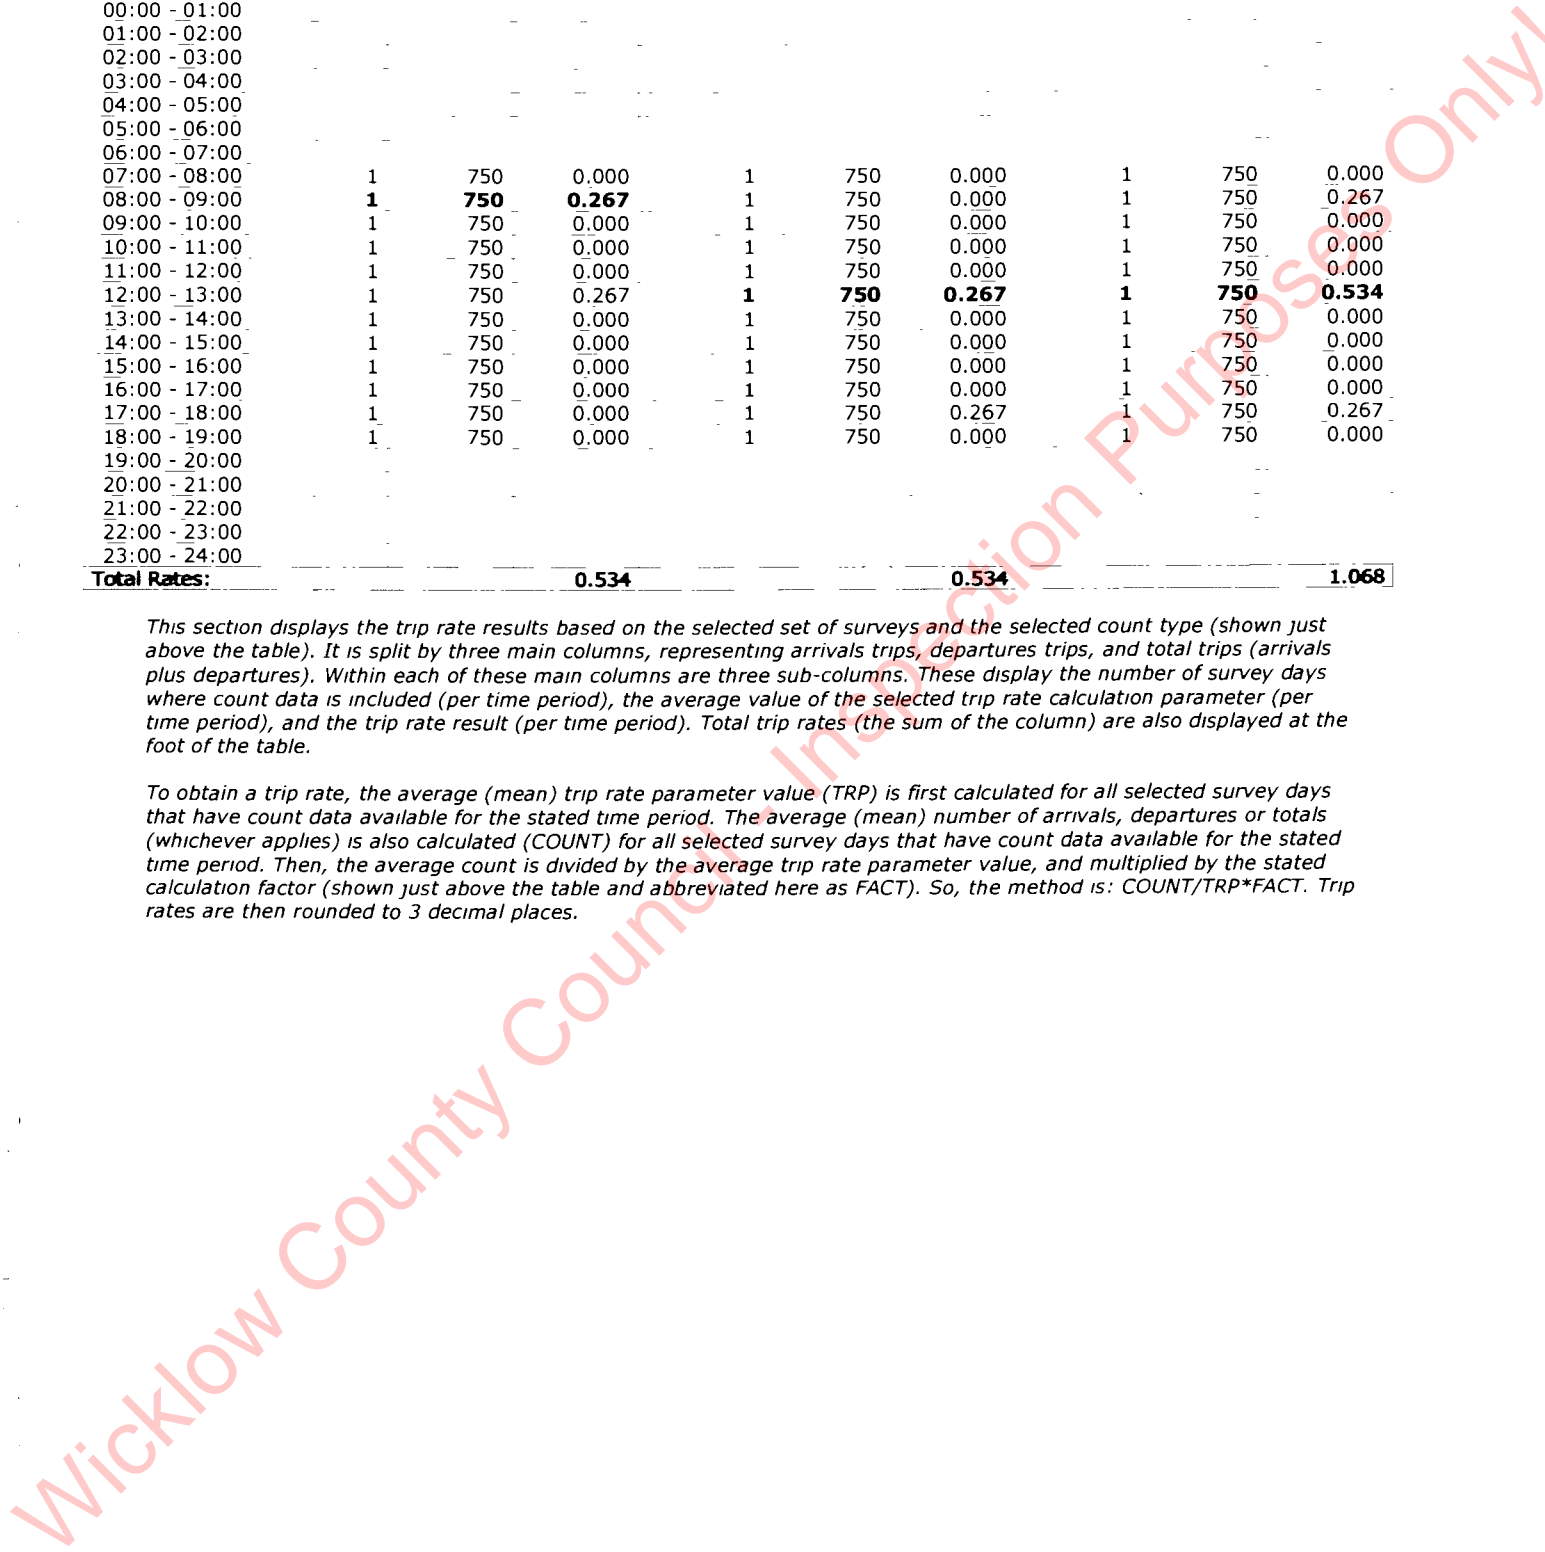 00:00 - 01:00
01:00 - 02:00
02:00 - 03:00
03:00 - 04:00
04:00 - 05:00
05:00 - 06:00
06:00 - 07:00
07:00 - 08:00 1 750 0.000 1 750 0.000 1 750 0.000
08:00 - 09:00 1 750 0.267 1 750 0.000 1 750 0.267
09:00 - 10:00 1 750 0.000 1 750 0.000 1 750 0.000
10:00 - 11:00 1 750 0.000 1 750 0.000 1 750 0.000
11:00 - 12:00 1 750 0.000 1 750 0.000 1 750 0.000
12:00 - 13:00 1 750 0.267 1 750 0.267 1 750 0.534
13:00 - 14:00 1 750 0.000 1 750 0.000 1 750 0.000
14:00 - 15:00 1 750 0.000 1 750 0.000 1 750 0.000
15:00 - 16:00 1 750 0.000 1 750 0.000 1 750 0.000
16:00 - 17:00 1 750 0.000 1 750 0.000 1 750 0.000
17:00 - 18:00 1 750 0.000 1 750 0.267 1 750 0.267
18:00 - 19:00 1 750 0.000 1 750 0.000 1 750 0.000
19:00 - 20:00
20:00 - 21:00
21:00 - 22:00
22:00 - 23:00
23:00 - 24:00
Total Rates: 0.534 0.534 1.068
This section displays the trip rate results based on the selected set of surveys and the selected count type (shown just
above the table). It is split by three main columns, representing arrivals trips, departures trips, and total trips (arrivals
plus departures). Within each of these main columns are three sub-columns. These display the number of survey days
where count data is included (per time period), the average value of the selected trip rate calculation parameter (per
time period), and the trip rate result (per time period). Total trip rates (the sum of the column) are also displayed at the
foot of the table.
To obtain a trip rate, the average (mean) trip rate parameter value (TRP) is first calculated for all selected survey days
that have count data available for the stated time period. The average (mean) number of arrivals, departures or totals
(whichever applies) is also calculated (COUNT) for all selected survey days that have count data available for the stated
time period. Then, the average count is divided by the average trip rate parameter value, and multiplied by the stated
calculation factor (shown just above the table and abbreviated here as FACT). So, the method is: COUNT/TRP*FACT. Trip
rates are then rounded to 3 decimal places.
Wicklow County Council - Inspection Purposes Only!